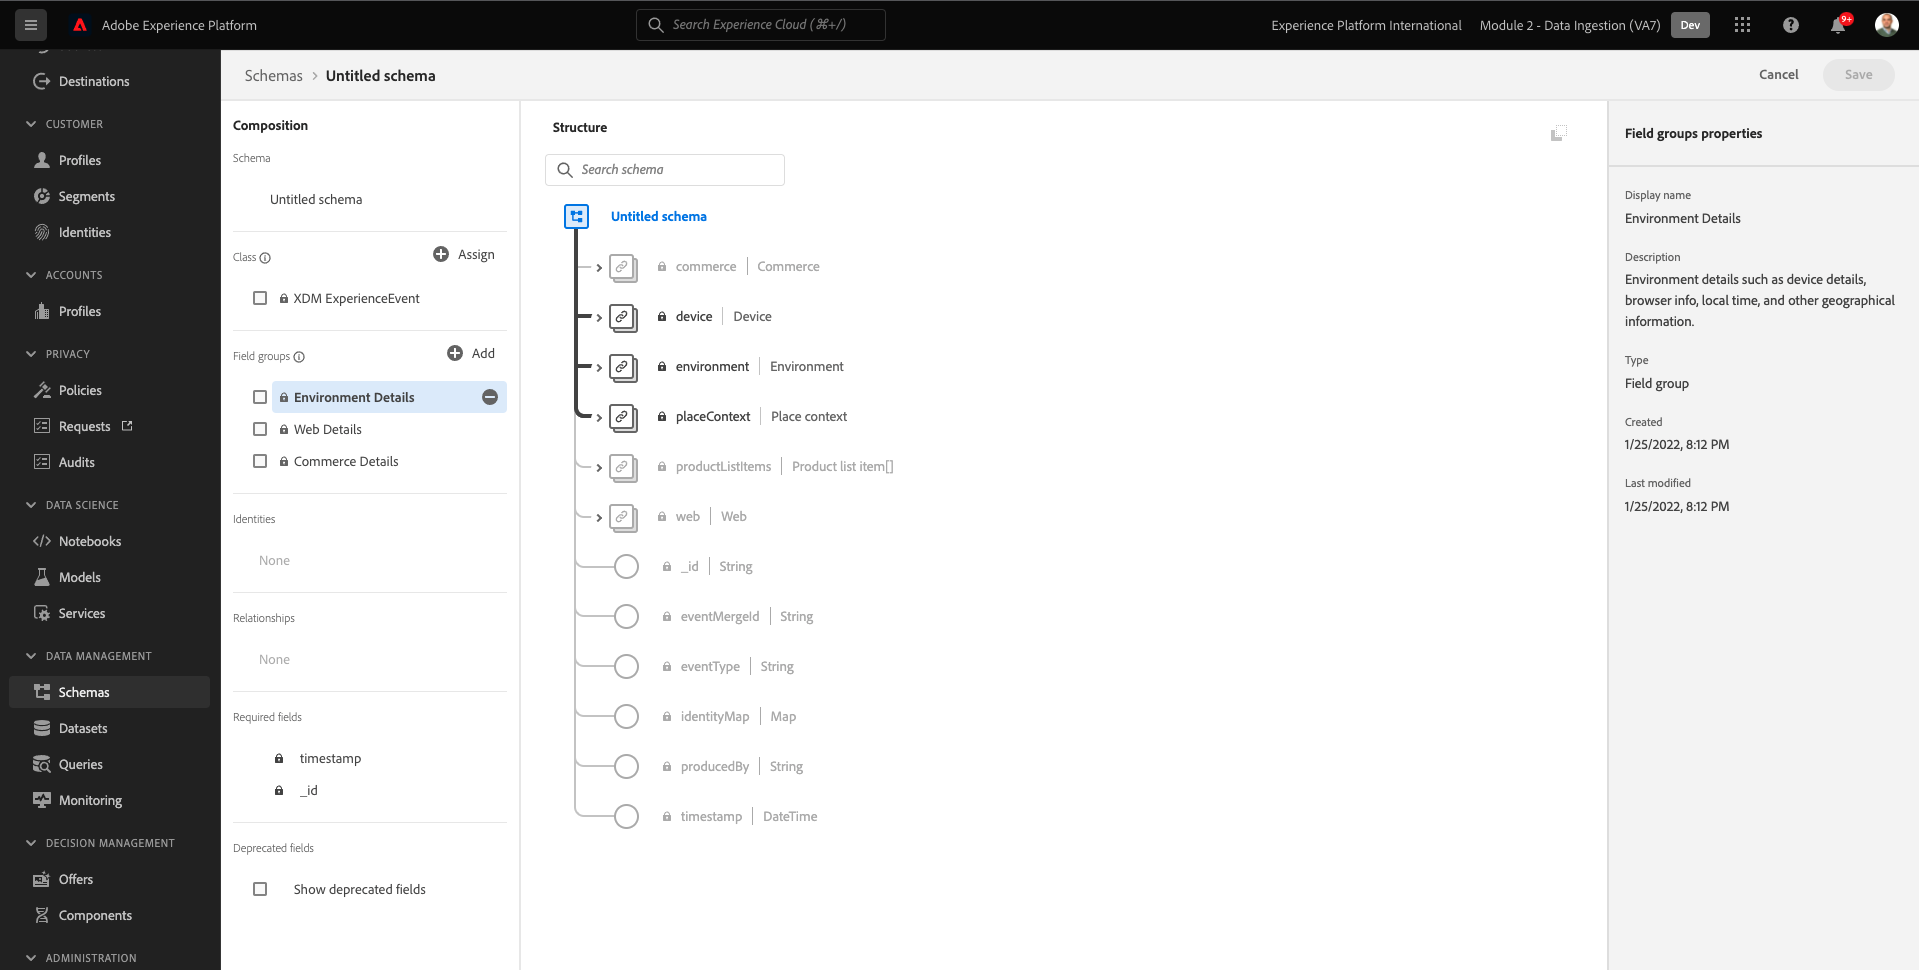 Adobe Experience Platform
Search Experience Cloud (⌘+/)
Experience Platform International
Module 2 - Data Ingestion (VA7)
Dev
9+
Destinations
CUSTOMER
Profiles
Segments
Identities
ACCOUNTS
Profiles
PRIVACY
Policies
Requests
Audits
DATA SCIENCE
Notebooks
Models
Services
DATA MANAGEMENT
Schemas
Datasets
Queries
Monitoring
DECISION MANAGEMENT
Offers
Components
ADMINISTRATION
Schemas > Untitled schema
Cancel
Save
Composition
Schema
Untitled schema
Class
Assign
XDM ExperienceEvent
Field groups
Add
Environment Details
Web Details
Commerce Details
Identities
None
Relationships
None
Required fields
timestamp
_id
Deprecated fields
Show deprecated fields
Structure
Search schema
Untitled schema
commerce | Commerce
device | Device
environment | Environment
placeContext | Place context
productListItems | Product list item[]
web | Web
_id | String
eventMergeId | String
eventType | String
identityMap | Map
producedBy | String
timestamp | DateTime
Field groups properties
Display name
Environment Details
Description
Environment details such as device details,
browser info, local time, and other geographical
information.
Type
Field group
Created
1/25/2022, 8:12 PM
Last modified
1/25/2022, 8:12 PM